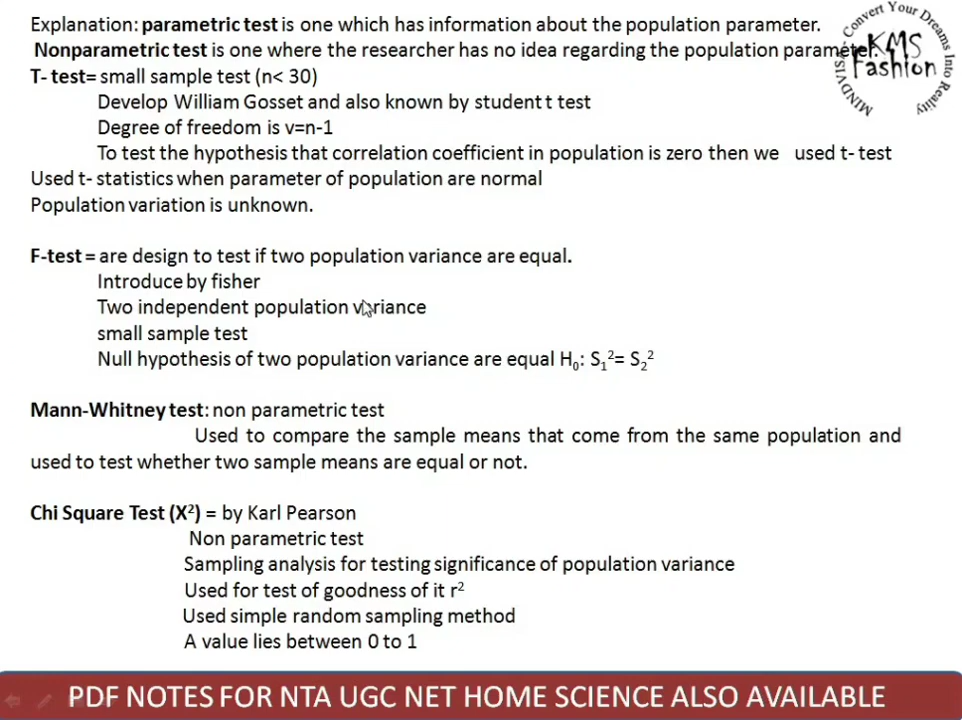 Explanation: parametric test is one which has information about the population parameter.
Nonparametric test is one where the researcher has no idea regarding the population parameter.
T- test= small sample test (n< 30)
Develop William Gosset and also known by student t test
Degree of freedom is v=n-1
To test the hypothesis that correlation coefficient in population is zero then we used t- test
Used t- statistics when parameter of population are normal
Population variation is unknown.
F-test = are design to test if two population variance are equal.
Introduce by fisher
Two independent population variance
small sample test
Null hypothesis of two population variance are equal H₀: S₁²= S₂²
Mann-Whitney test: non parametric test
Used to compare the sample means that come from the same population and
used to test whether two sample means are equal or not.
Chi Square Test (X²) = by Karl Pearson
Non parametric test
Sampling analysis for testing significance of population variance
Used for test of goodness of it r²
Used simple random sampling method
A value lies between 0 to 1
PDF NOTES FOR NTA UGC NET HOME SCIENCE ALSO AVAILABLE
KMS
Fashion
Convert Your Dreams Into Reality